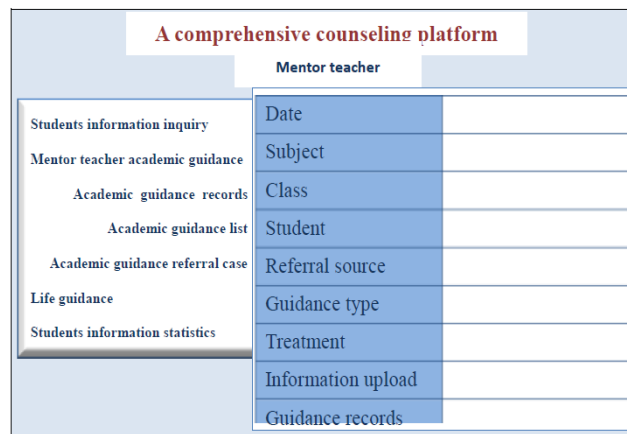 A comprehensive counseling platform
Mentor teacher
Students information inquiry
Mentor teacher academic guidance
Academic guidance records
Academic guidance list
Academic guidance referral case
Life guidance
Students information statistics
Date
Subject
Class
Student
Referral source
Guidance type
Treatment
Information upload
Guidance records